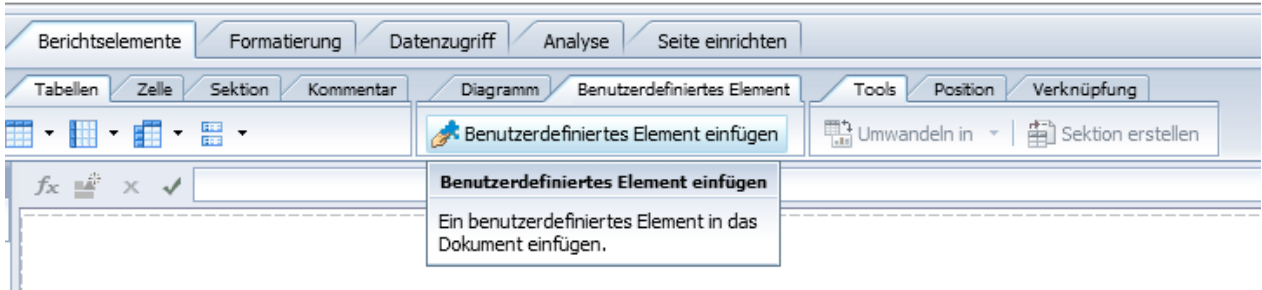 Berichtselemente Formatierung Datenzugriff Analyse Seite einrichten
Tabellen Zelle Sektion Kommentar Diagramm Benutzerdefiniertes Element Tools Position Verknüpfung
Benutzerdefiniertes Element einfügen Umwandeln in Sektion erstellen
fx
Benutzerdefiniertes Element einfügen
Ein benutzerdefiniertes Element in das
Dokument einfügen.